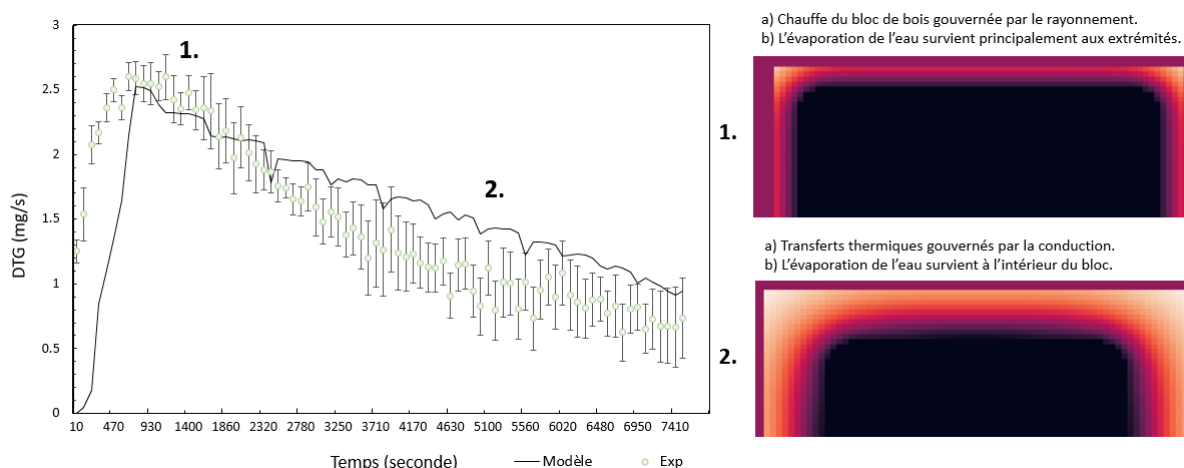 3
2.5
2
1.5
1
0.5
0
DTG (mg/s)
1.
2.
10 470 930 1400 1860 2320 2780 3250 3710 4170 4630 5100 5560 6020 6480 6950 7410
Temps (seconde)
Modèle
Exp
a) Chauffe du bloc de bois gouvernée par le rayonnement.
b) L’évaporation de l’eau survient principalement aux extrémités.
1.
a) Transferts thermiques gouvernés par la conduction.
b) L’évaporation de l’eau survient à l’intérieur du bloc.
2.